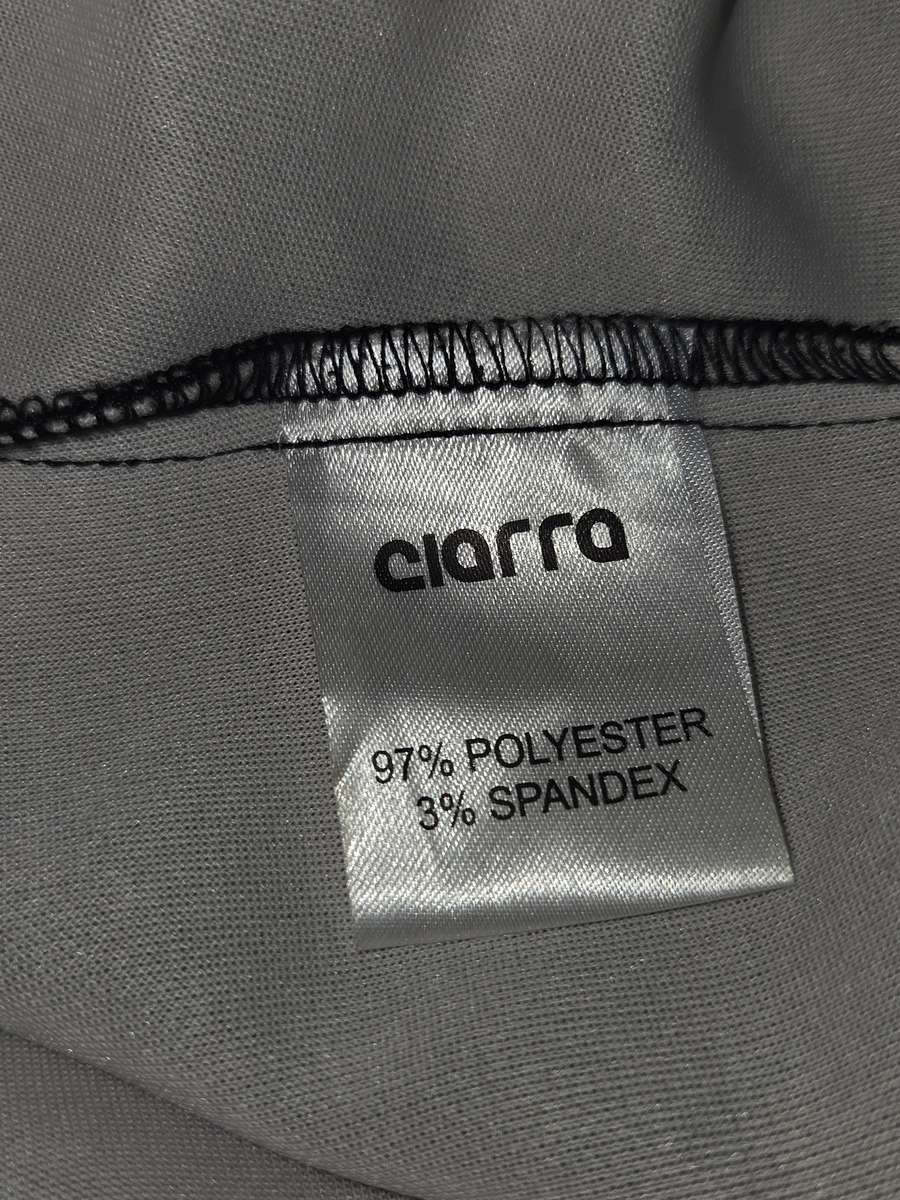 ciarra
97% POLYESTER
3% SPANDEX